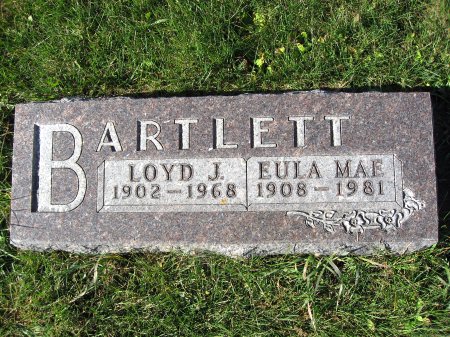 BARTLETT
LOYD J.
1902 – 1968
EULA MAE
1908 – 1981